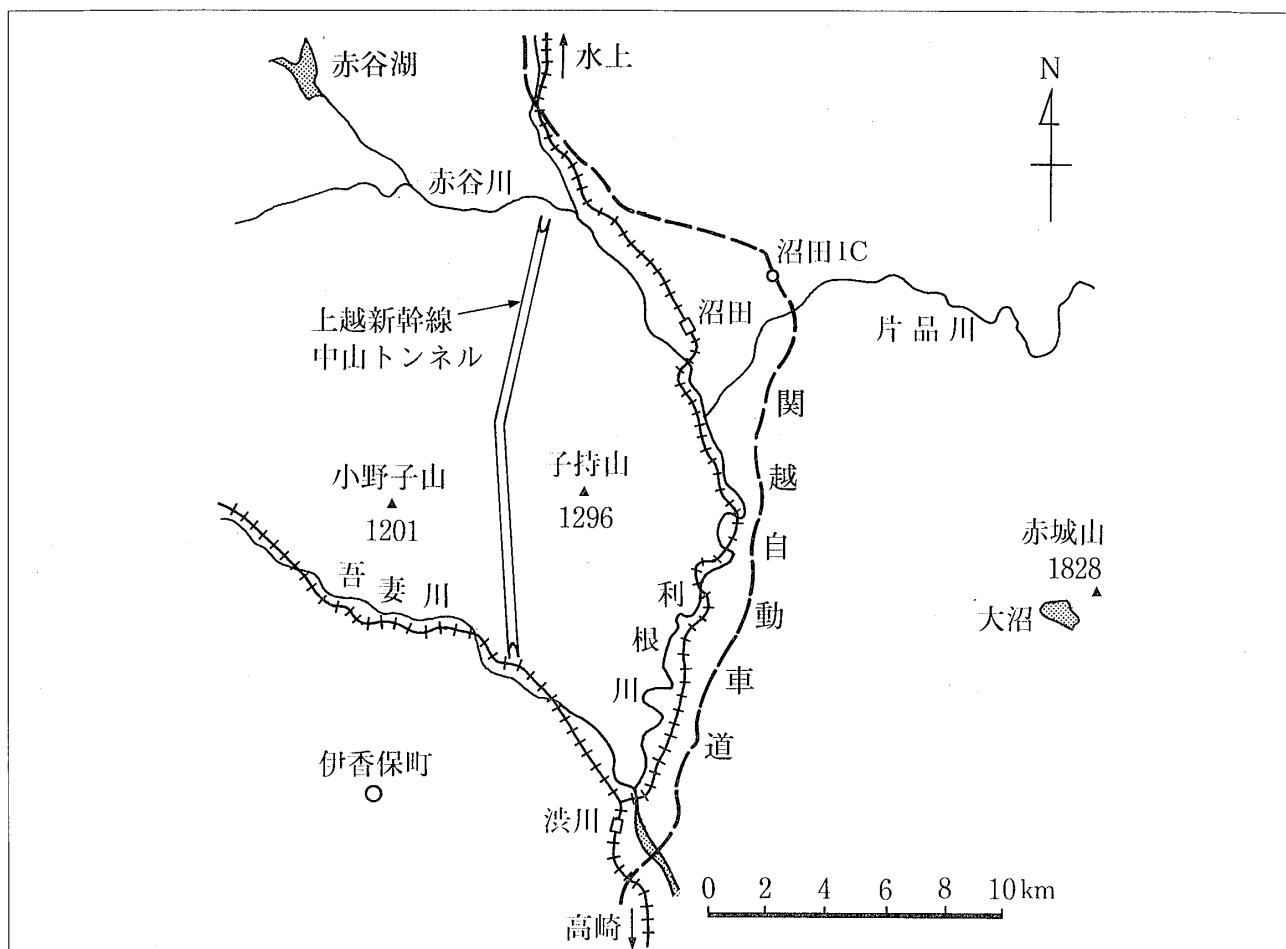 水上
赤谷湖
N
赤谷川
沼田IC
上越新幹線
中山トンネル
沼田
片品川
関越自動車道
小野子山
1201
子持山
1296
赤城山
1828
大沼
吾妻川
利根川
伊香保町
渋川
高崎
0 2 4 6 8 10km